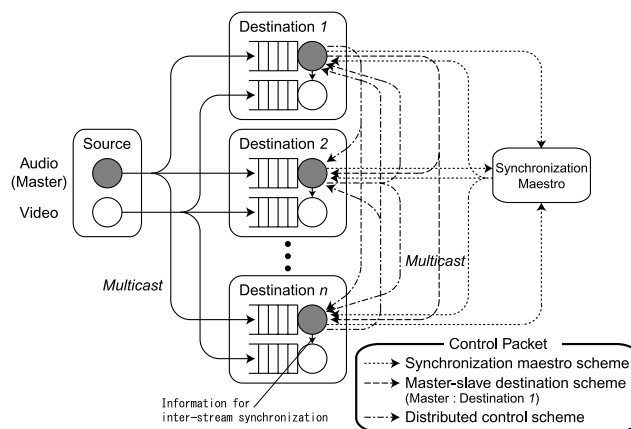 Destination 1
Source
Audio
(Master)
Video
Destination 2
Synchronization
Maestro
Multicast
Multicast
Destination n
Information for
inter-stream synchronization
Control Packet
Synchronization maestro scheme
Master-slave destination scheme
(Master : Destination 1)
Distributed control scheme